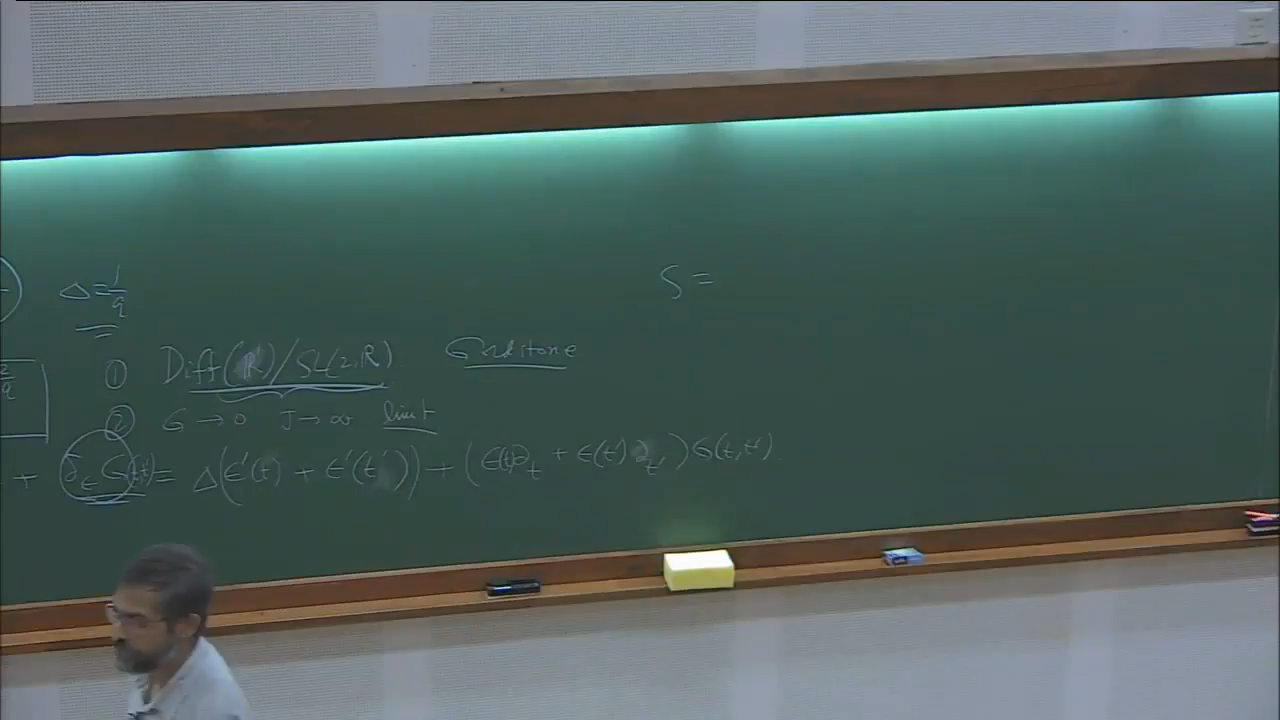 Δ = 1/q
S =
① Diff(R)/SL(2,R) Goldstone
② G → 0 J → ∞ limit
+ δ_ε G(t,t') = Δ(ε'(t) + ε'(t')) + (ε(t)∂_t + ε(t')∂_t')G(t,t')